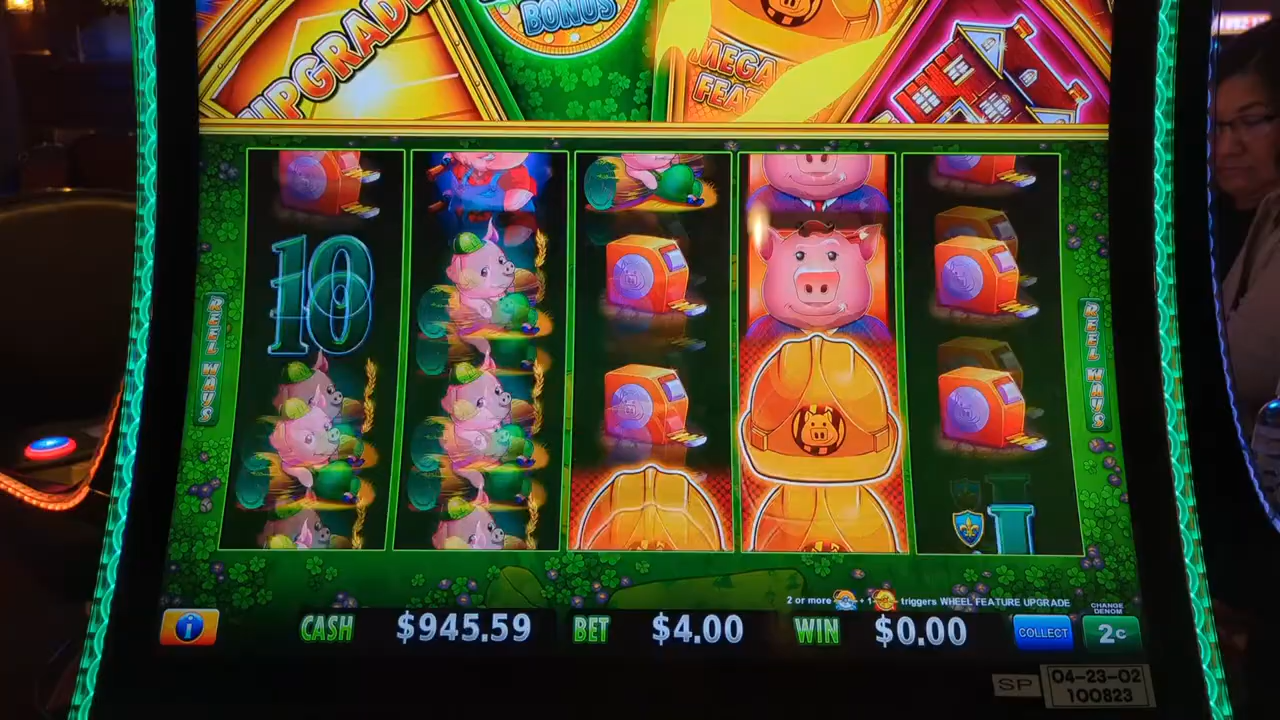 UPGRADE
BONUS
MEGA
FEAT
10
REEL WAYS
REEL WAYS
2 or more + 1 triggers WHEEL FEATURE UPGRADE
CASH $945.59 BET $4.00 WIN $0.00 COLLECT
CHANGE
DENOM
2¢
SP
04-23-02
100823